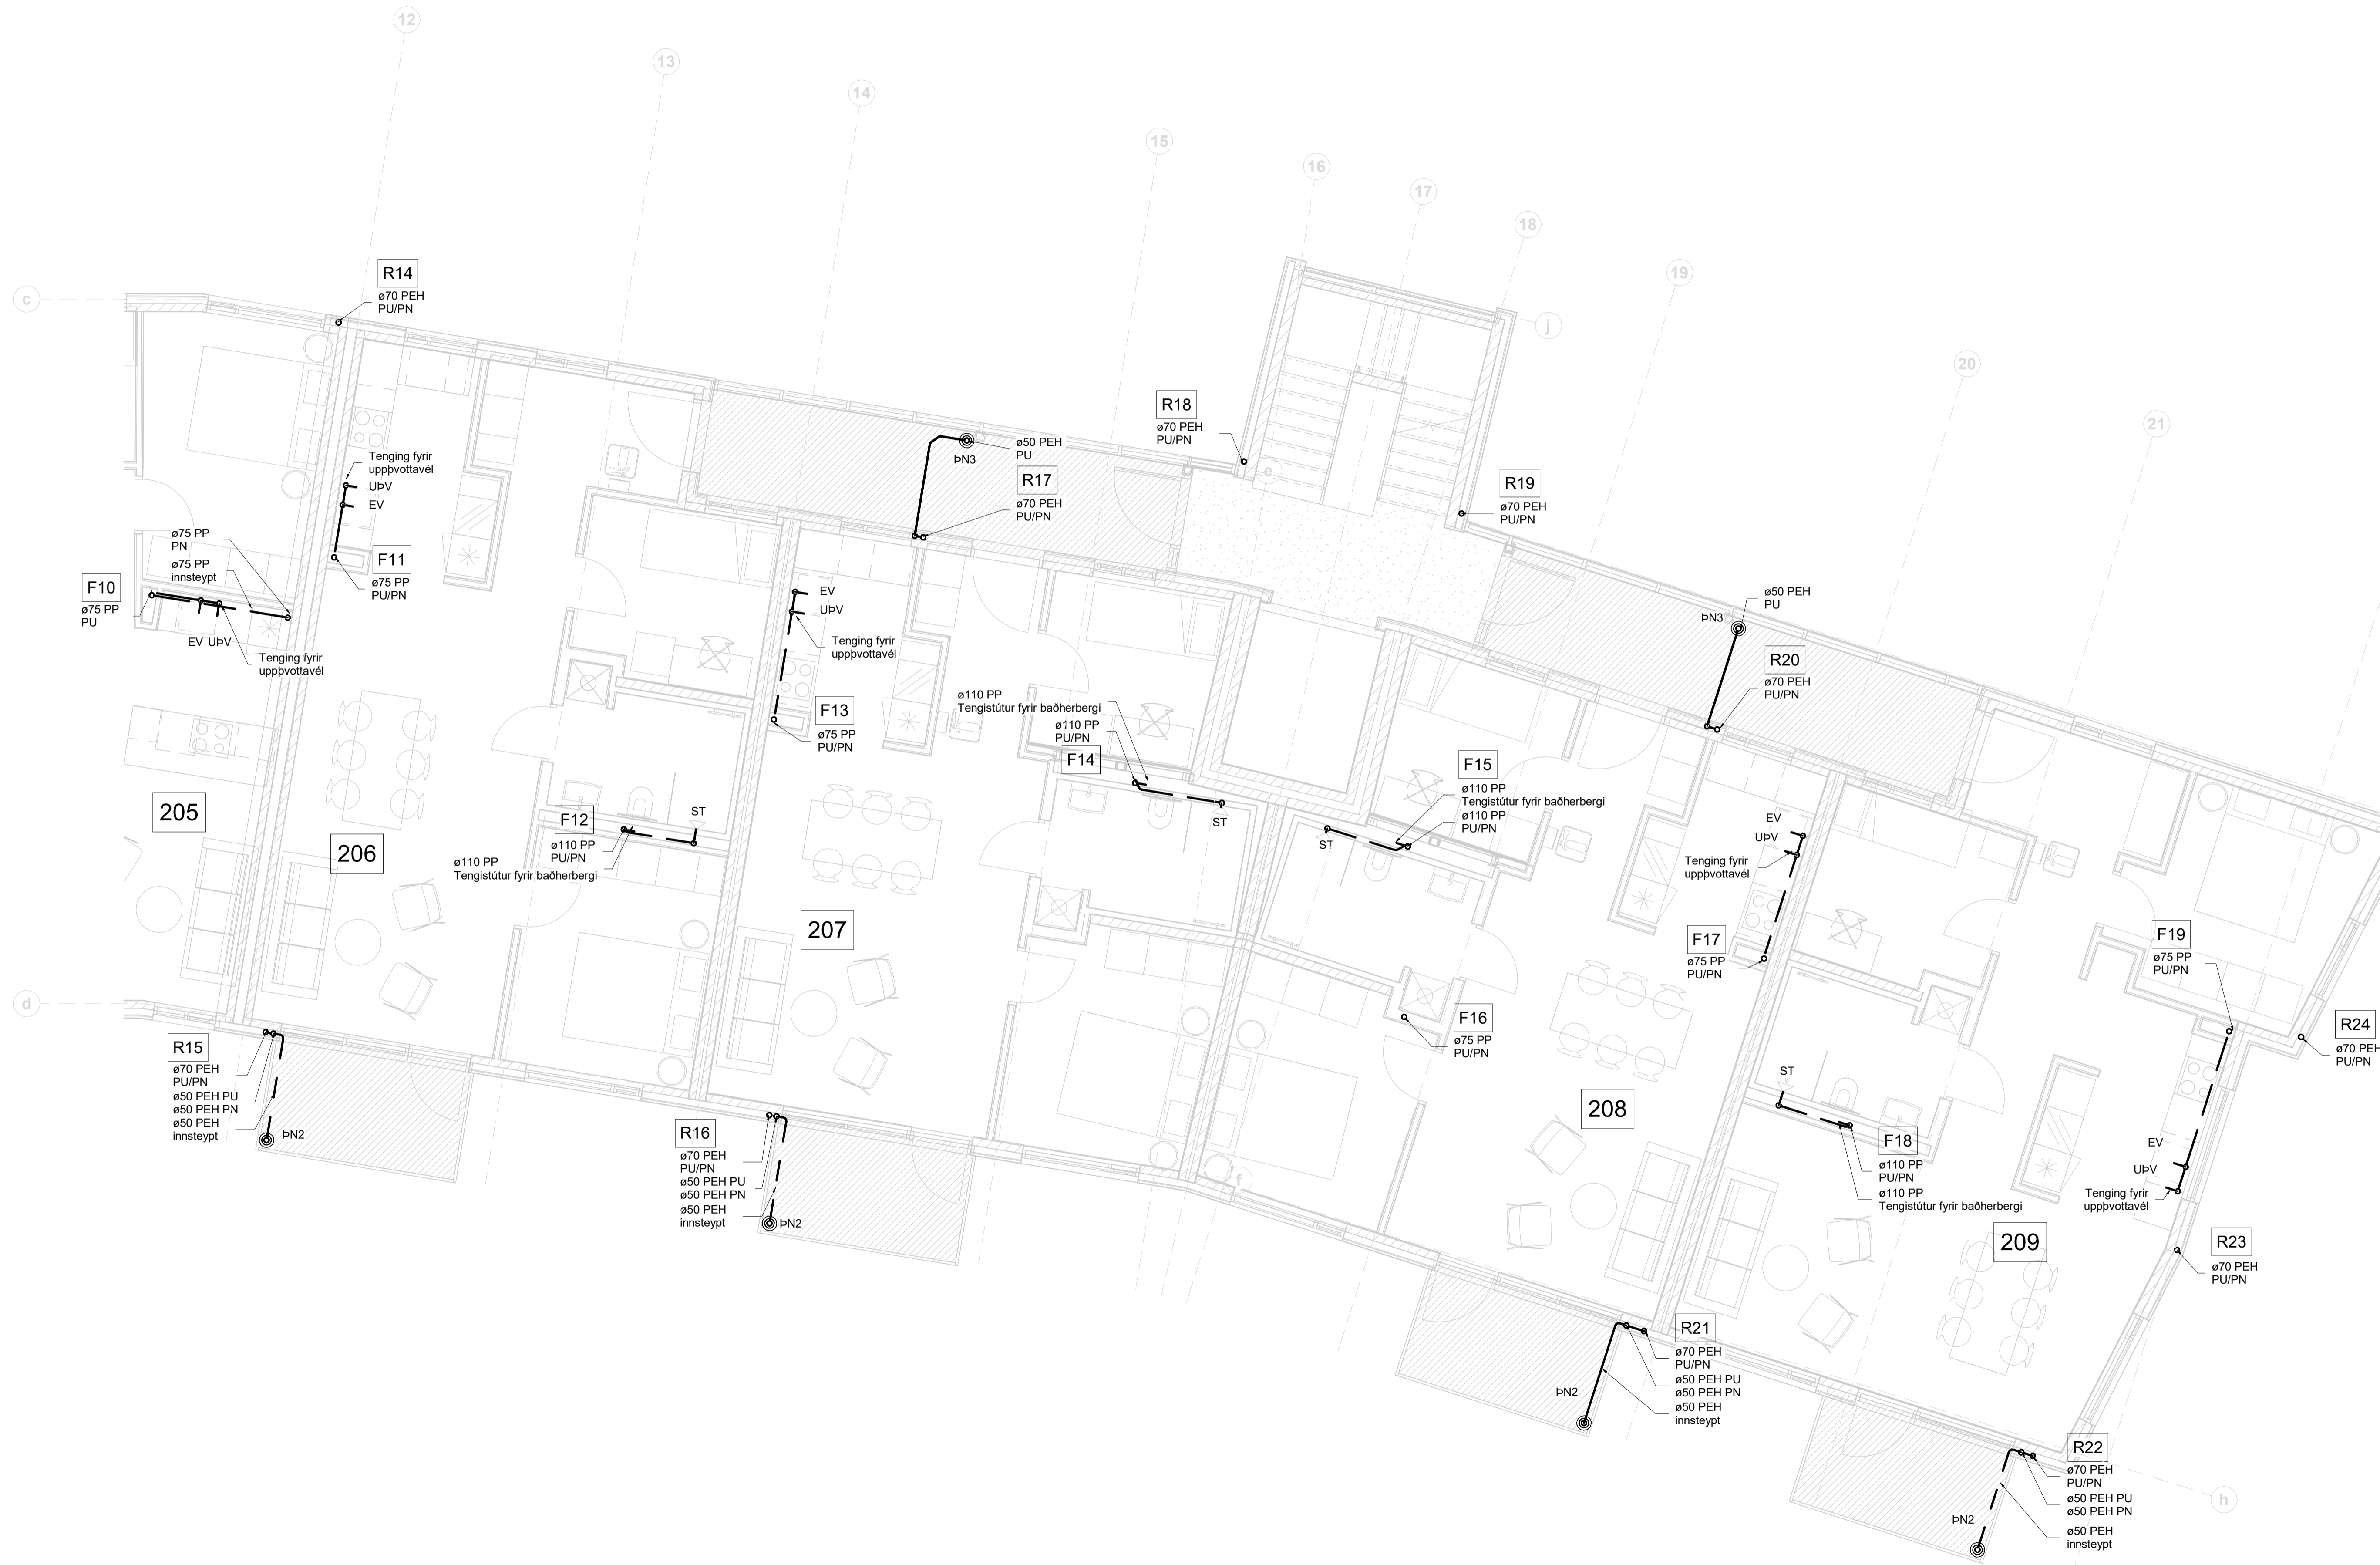 12
13
14
15
16
17
18
19
20
21
c
j
e
d
f
h
R14
ø70 PEH
PU/PN
Tenging fyrir
uppþvottavél
UÞV
EV
F11
ø75 PP
PU/PN
ø75 PP
PN
ø75 PP
innsteypt
F10
ø75 PP
PU
EV UÞV
Tenging fyrir
uppþvottavél
205
206
F12
ø110 PP
PU/PN
ø110 PP
Tengistútur fyrir baðherbergi
ST
R15
ø70 PEH
PU/PN
ø50 PEH PU
ø50 PEH PN
ø50 PEH
innsteypt
ÞN2
ÞN3
ø50 PEH
PU
R17
ø70 PEH
PU/PN
EV
UÞV
Tenging fyrir
uppþvottavél
F13
ø75 PP
PU/PN
207
ø110 PP
Tengistútur fyrir baðherbergi
ø110 PP
PU/PN
F14
ST
R16
ø70 PEH
PU/PN
ø50 PEH PU
ø50 PEH PN
ø50 PEH
innsteypt
ÞN2
R18
ø70 PEH
PU/PN
R19
ø70 PEH
PU/PN
ø50 PEH
PU
ÞN3
R20
ø70 PEH
PU/PN
F15
ø110 PP
Tengistútur fyrir baðherbergi
ø110 PP
PU/PN
ST
F16
ø75 PP
PU/PN
EV
UÞV
Tenging fyrir
uppþvottavél
F17
ø75 PP
PU/PN
208
R21
ø70 PEH
PU/PN
ø50 PEH PU
ø50 PEH PN
ø50 PEH
innsteypt
ÞN2
ST
F18
ø110 PP
PU/PN
ø110 PP
Tengistútur fyrir baðherbergi
209
F19
ø75 PP
PU/PN
R24
ø70 PEH
PU/PN
EV
UÞV
Tenging fyrir
uppþvottavél
R23
ø70 PEH
PU/PN
R22
ø70 PEH
PU/PN
ø50 PEH PU
ø50 PEH PN
ø50 PEH
innsteypt
ÞN2